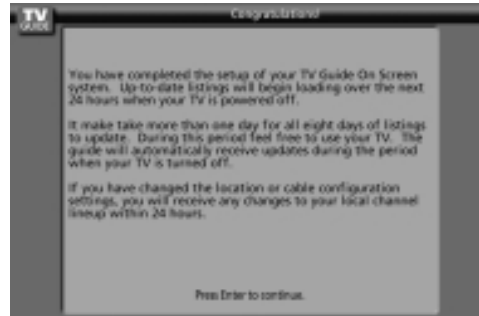 TV
GUIDE
Congratulations!
You have completed the setup of your TV Guide On Screen
system. Up-to-date listings will begin loading over the next
24 hours when your TV is powered off.
It make take more than one day for all eight days of listings
to update. During this period feel free to use your TV. The
guide will automatically receive updates during the period
when your TV is turned off.
If you have changed the location or cable configuration
settings, you will receive any changes to your local channel
lineup within 24 hours.
Press Enter to continue.